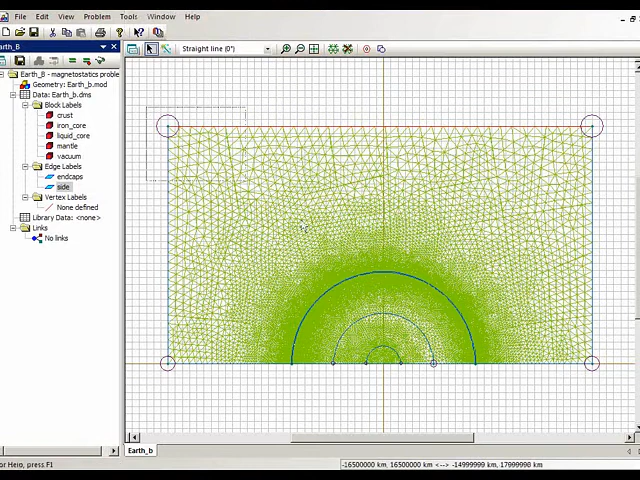 File Edit View Problem Tools Window Help
Straight line (0°)
arth_B
Earth_B - magnetostatics proble
Geometry: Earth_b.mod
Data: Earth_b.dms
Block Labels
crust
iron_core
liquid_core
mantle
vacuum
Edge Labels
endcaps
side
Vertex Labels
None defined
Library Data: <none>
Links
No links
Earth_b
or Help, press F1
-16500000 km, 16500000 km <--> -14999999 km, 17999998 km